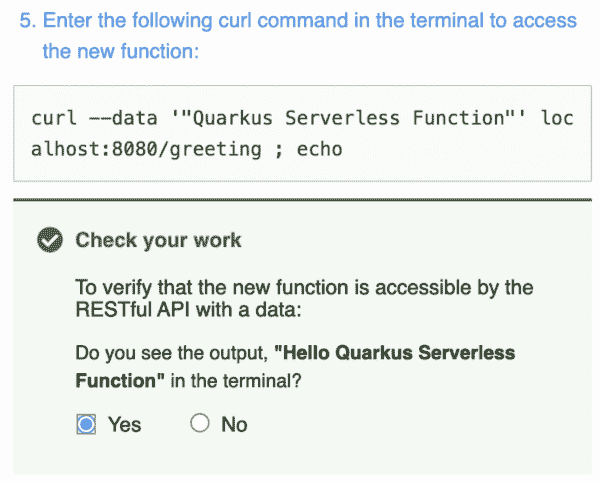 5. Enter the following curl command in the terminal to access
the new function:
curl --data '"Quarkus Serverless Function"' loc
alhost:8080/greeting ; echo
Check your work
To verify that the new function is accessible by the
RESTful API with a data:
Do you see the output, "Hello Quarkus Serverless
Function" in the terminal?
Yes No